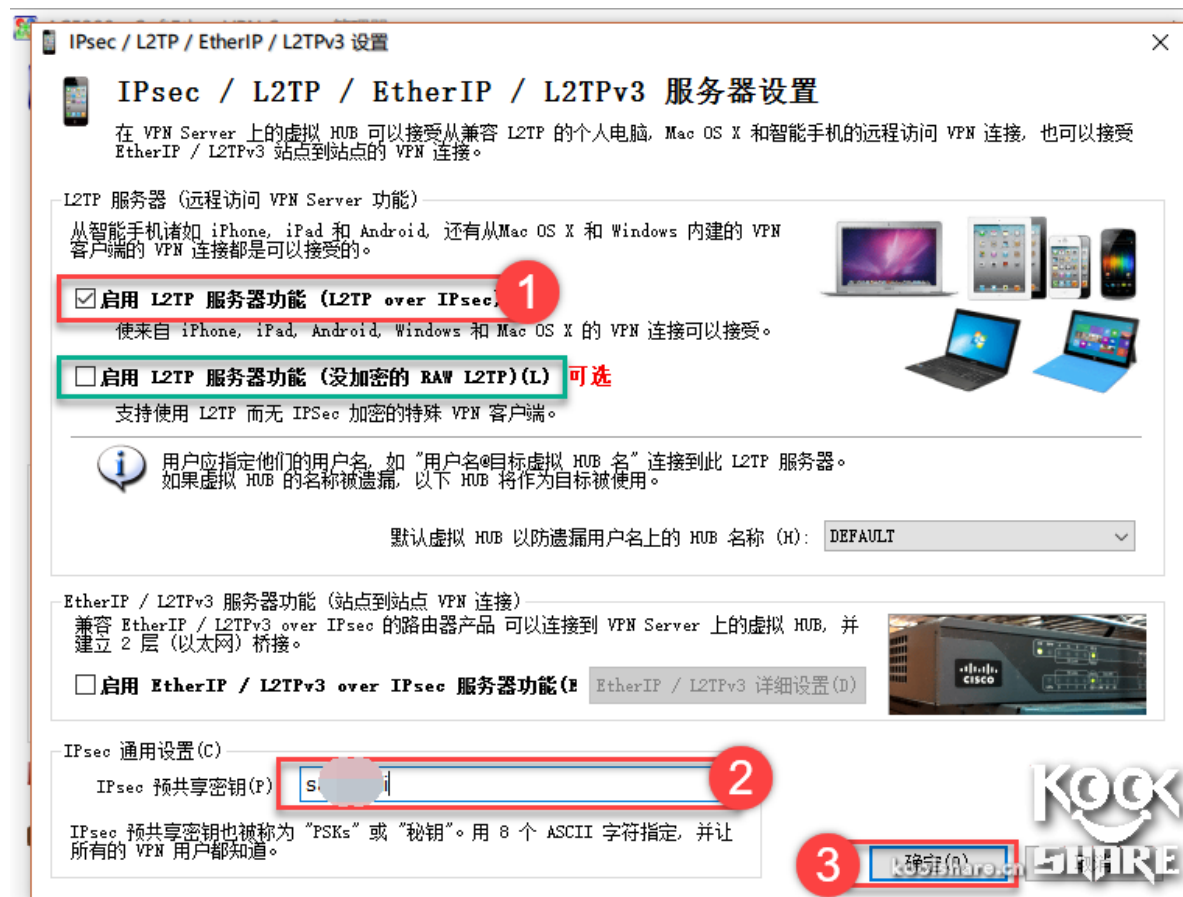 IPsec / L2TP / EtherIP / L2TPv3 设置
IPsec / L2TP / EtherIP / L2TPv3 服务器设置
在 VPN Server 上的虚拟 HUB 可以接受从兼容 L2TP 的个人电脑, Mac OS X 和智能手机的远程访问 VPN 连接, 也可以接受
EtherIP / L2TPv3 站点到站点的 VPN 连接。
L2TP 服务器 (远程访问 VPN Server 功能)
从智能手机诸如 iPhone, iPad 和 Android, 还有从Mac OS X 和 Windows 内建的 VPN
客户端的 VPN 连接都是可以接受的。
启用 L2TP 服务器功能 (L2TP over IPsec)
1
使来自 iPhone, iPad, Android, Windows 和 Mac OS X 的 VPN 连接可以接受。
启用 L2TP 服务器功能 (没加密的 RAW L2TP)(L) 可选
支持使用 L2TP 而无 IPSec 加密的特殊 VPN 客户端。
用户应指定他们的用户名, 如 "用户名@目标虚拟 HUB 名" 连接到此 L2TP 服务器。
如果虚拟 HUB 的名称被遗漏, 以下 HUB 将作为目标被使用。
默认虚拟 HUB 以防遗漏用户名上的 HUB 名称 (H): DEFAULT
EtherIP / L2TPv3 服务器功能 (站点到站点 VPN 连接)
兼容 EtherIP / L2TPv3 over IPsec 的路由器产品 可以连接到 VPN Server 上的虚拟 HUB, 并
建立 2 层 (以太网) 桥接。
启用 EtherIP / L2TPv3 over IPsec 服务器功能(E EtherIP / L2TPv3 详细设置(D)
CISCO
IPsec 通用设置(C)
IPsec 预共享密钥(P)
2
IPsec 预共享密钥也被称为 "PSKs" 或 "秘钥"。用 8 个 ASCII 字符指定, 并让
所有的 VPN 用户都知道。
KOOK
SHARE
3 确定(O) 取消